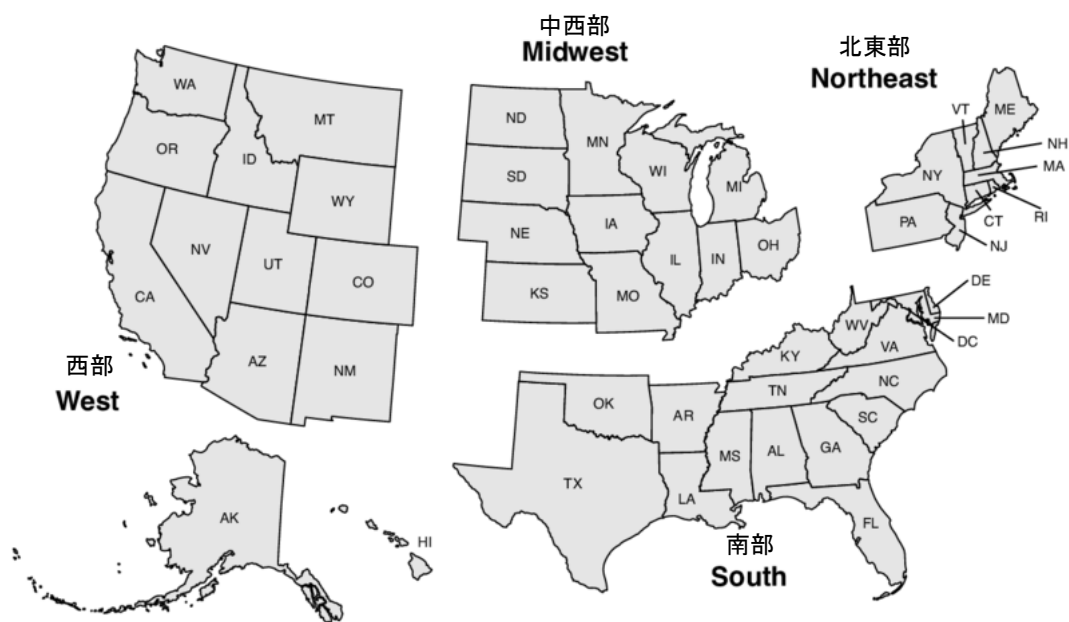 中西部
Midwest
北東部
Northeast
西部
West
南部
South
WA
MT
OR
ID
WY
NV
UT
CO
CA
AZ
NM
AK
HI
ND
MN
SD
WI
MI
NE
IA
IL
IN
OH
KS
MO
VT
ME
NH
NY
MA
RI
CT
PA
NJ
DE
MD
DC
WV
VA
KY
NC
TN
SC
OK
AR
MS
AL
GA
TX
LA
FL